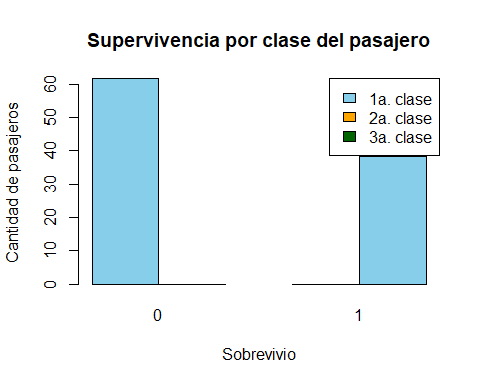 Supervivencia por clase del pasajero
Cantidad de pasajeros
60
50
40
30
20
10
0
1a. clase
2a. clase
3a. clase
0
1
Sobrevivio